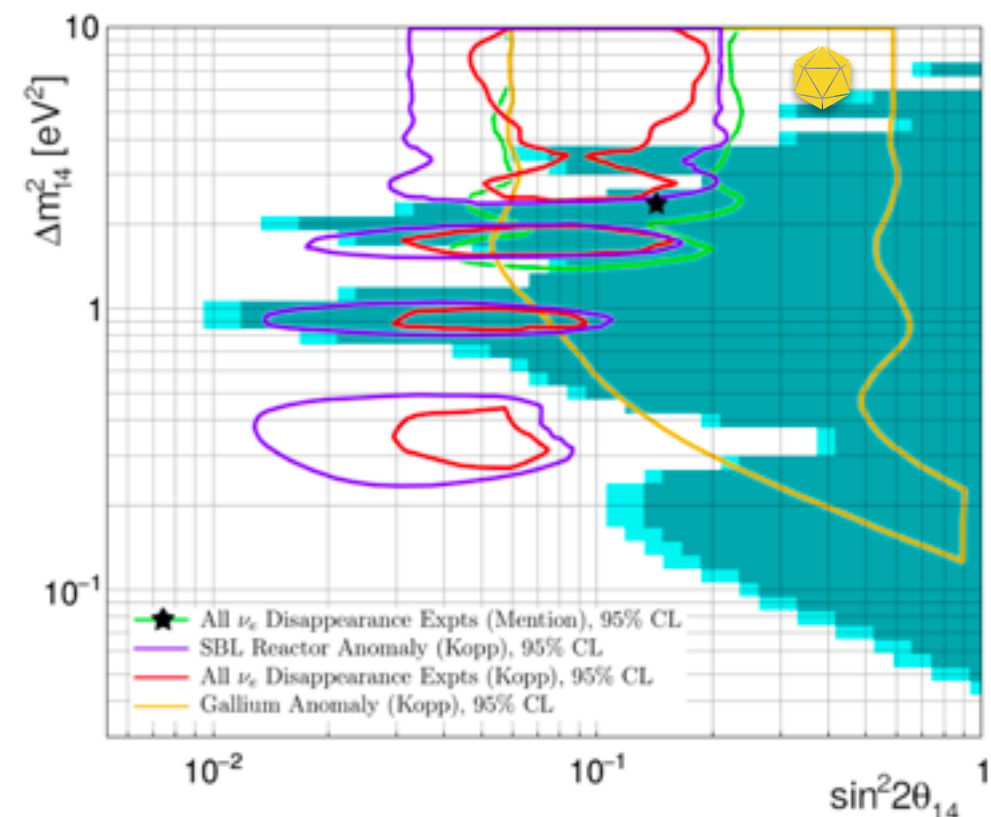 10
Δm²₁₄ [eV²]
1
10⁻¹
All νₑ Disappearance Expts (Mention), 95% CL
SBL Reactor Anomaly (Kopp), 95% CL
All νₑ Disappearance Expts (Kopp), 95% CL
Gallium Anomaly (Kopp), 95% CL
10⁻² 10⁻¹ 1
sin²2θ₁₄